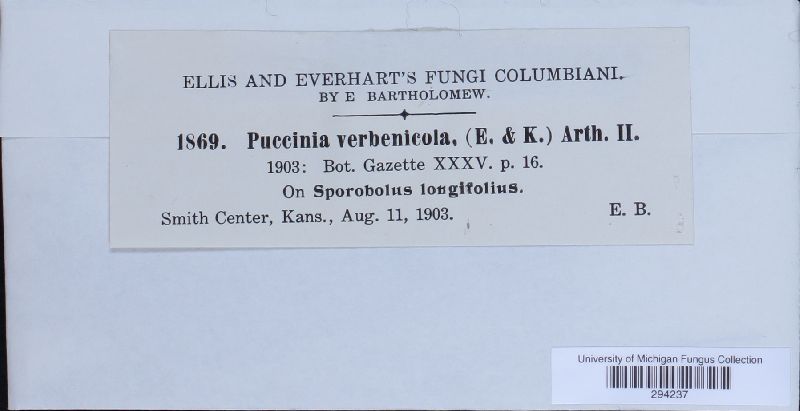 ELLIS AND EVERHART'S FUNGI COLUMBIANI.
BY E BARTHOLOMEW.
1869. Puccinia verbenicola, (E. & K.) Arth. II.
1903: Bot. Gazette XXXV. p. 16.
On Sporobolus longifolius.
Smith Center, Kans., Aug. 11, 1903. E. B.
University of Michigan Fungus Collection
294237